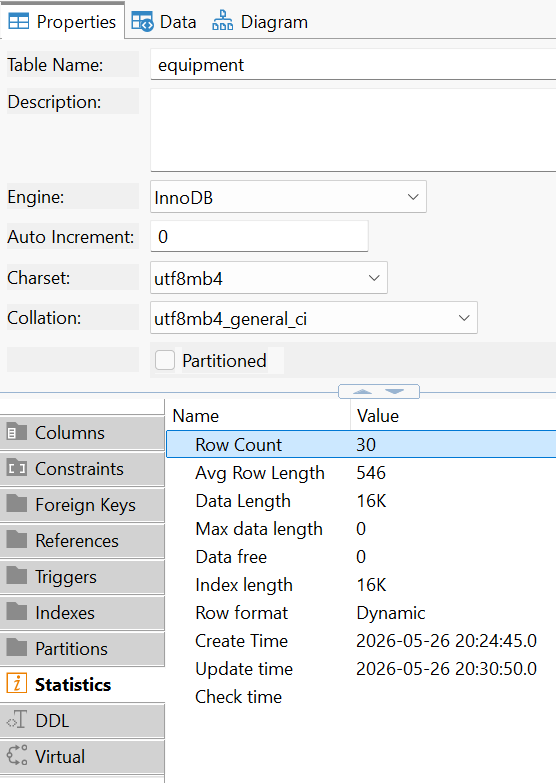 Properties Data Diagram
Table Name: equipment
Description:
Engine: InnoDB
Auto Increment: 0
Charset: utf8mb4
Collation: utf8mb4_general_ci
Partitioned
Name Value
Columns
Row Count 30
Constraints
Avg Row Length 546
Foreign Keys
Data Length 16K
References
Max data length 0
Triggers
Data free 0
Indexes
Index length 16K
Partitions
Row format Dynamic
Statistics
Create Time 2026-05-26 20:24:45.0
DDL
Update time 2026-05-26 20:30:50.0
Virtual
Check time